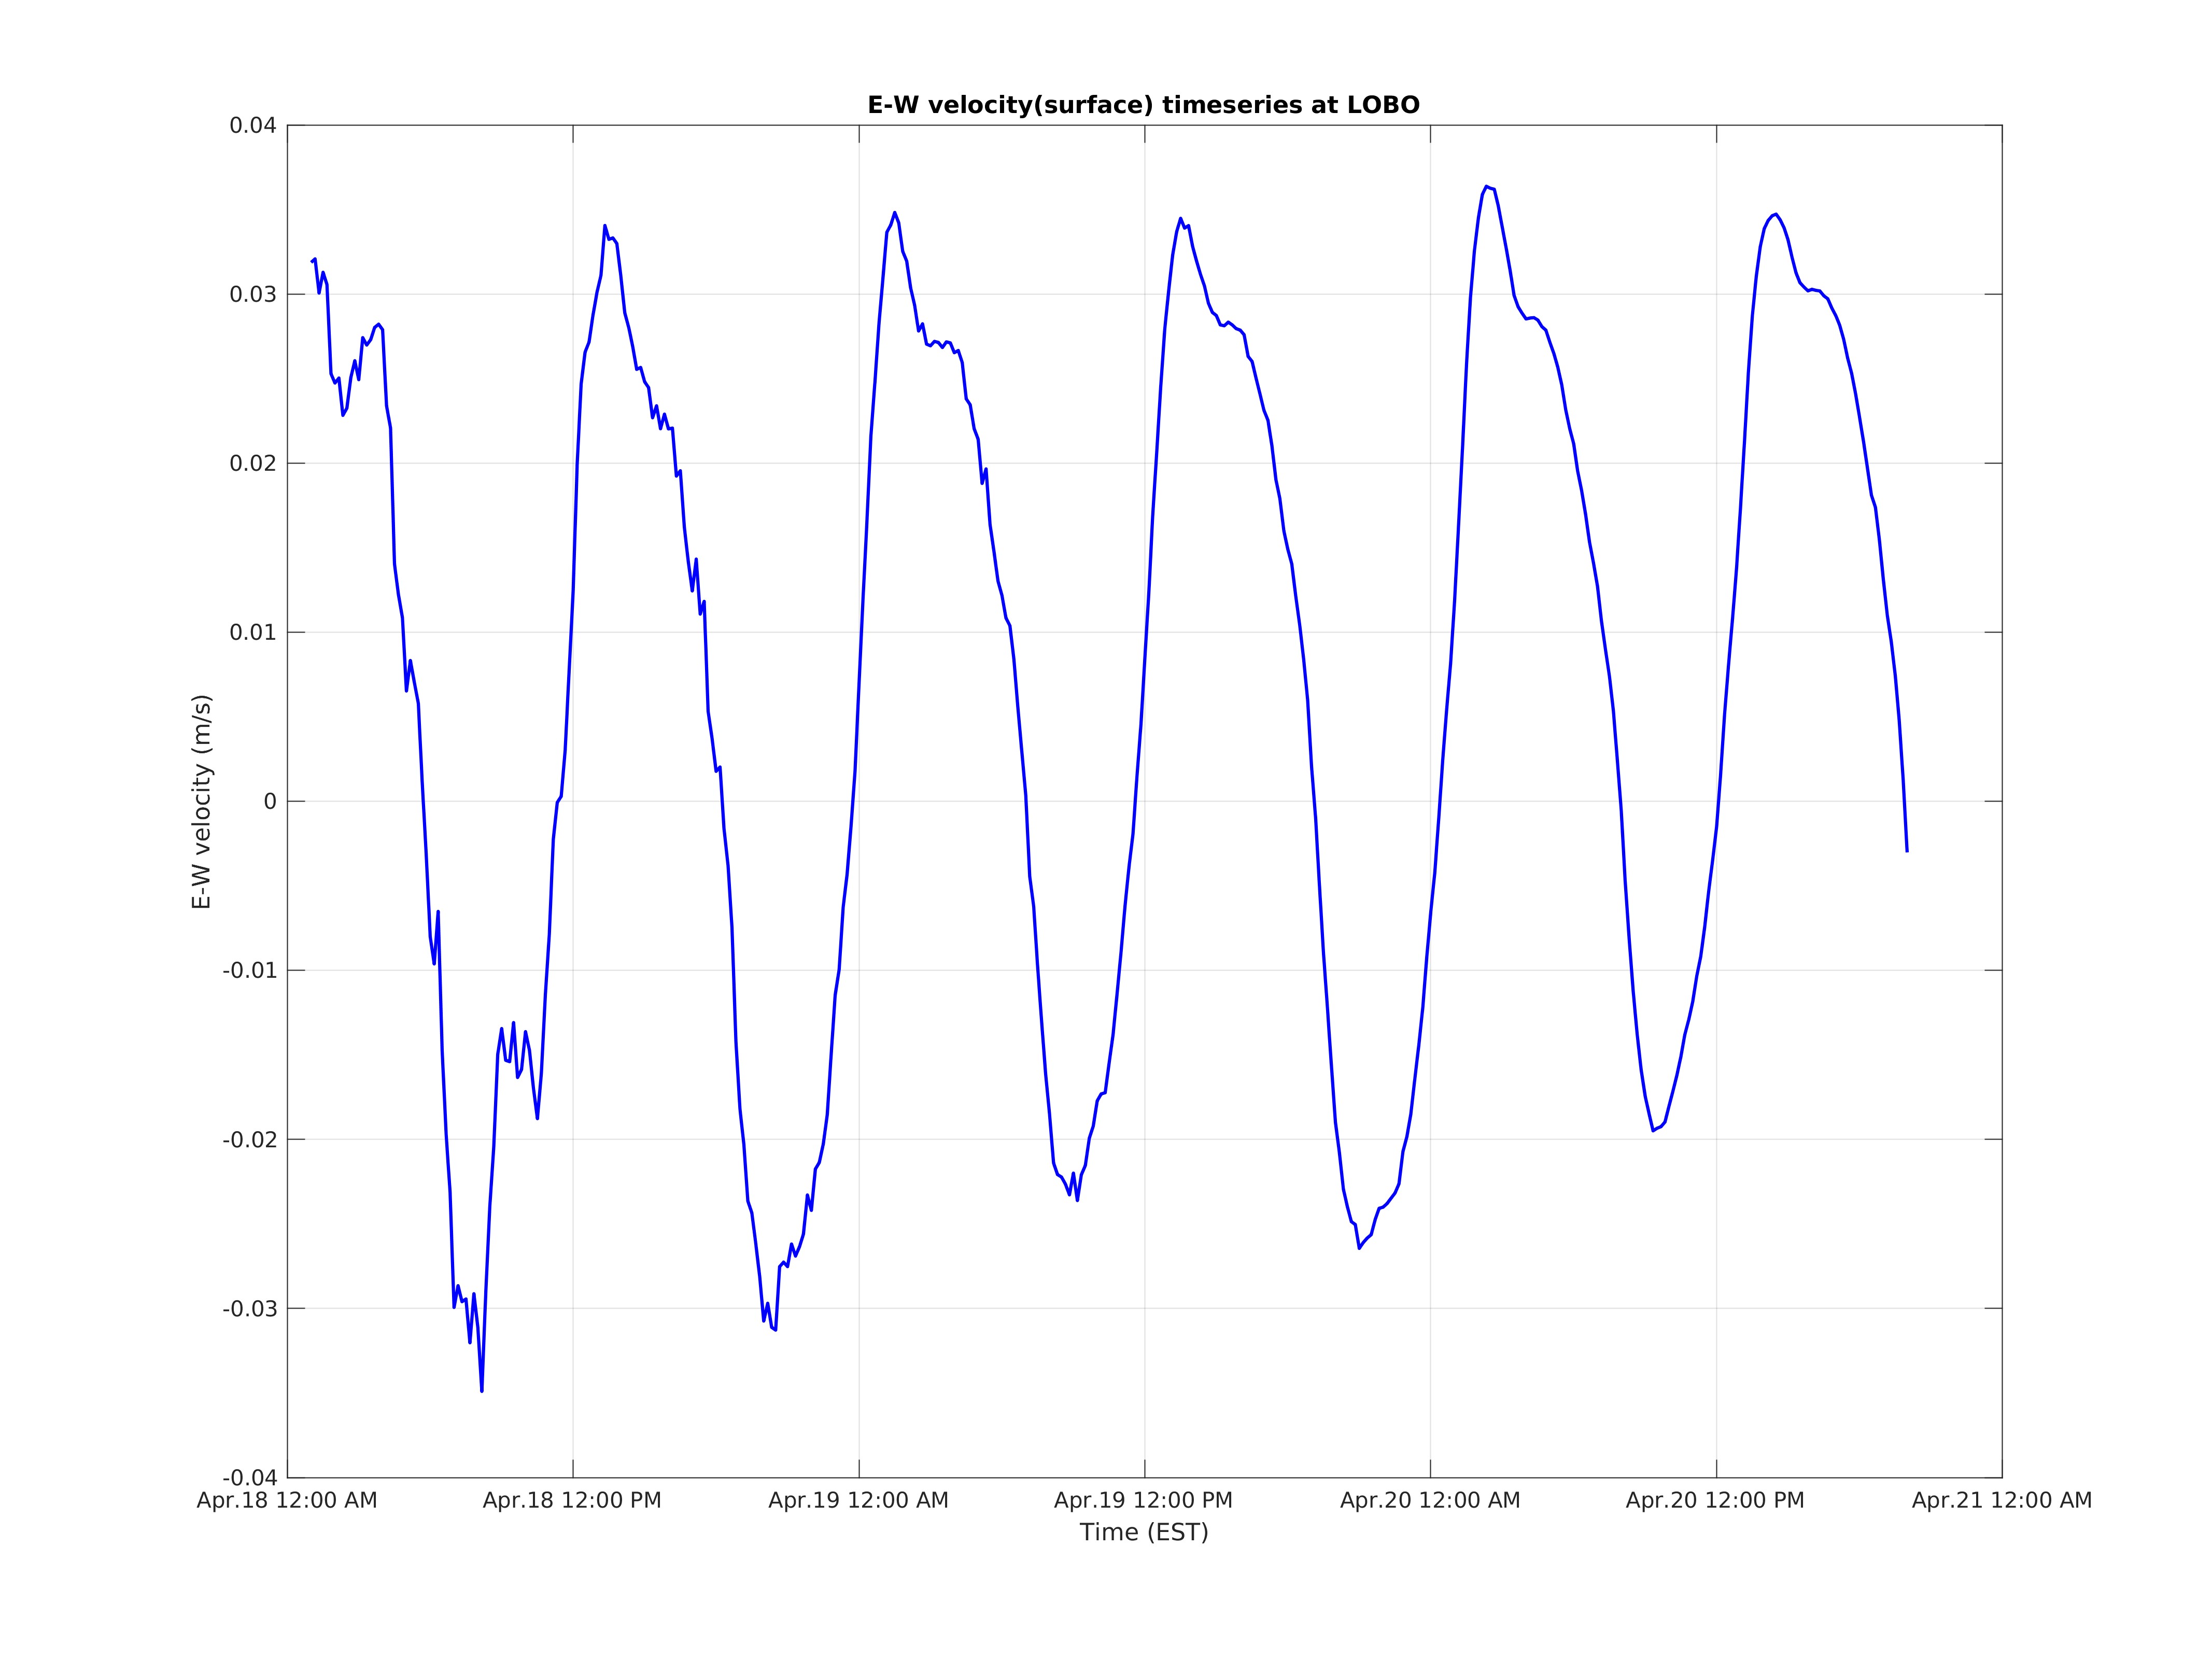 E-W velocity(surface) timeseries at LOBO
0.04
0.03
0.02
0.01
0
-0.01
-0.02
-0.03
-0.04
E-W velocity (m/s)
Apr.18 12:00 AM Apr.18 12:00 PM Apr.19 12:00 AM Apr.19 12:00 PM Apr.20 12:00 AM Apr.20 12:00 PM Apr.21 12:00 AM
Time (EST)